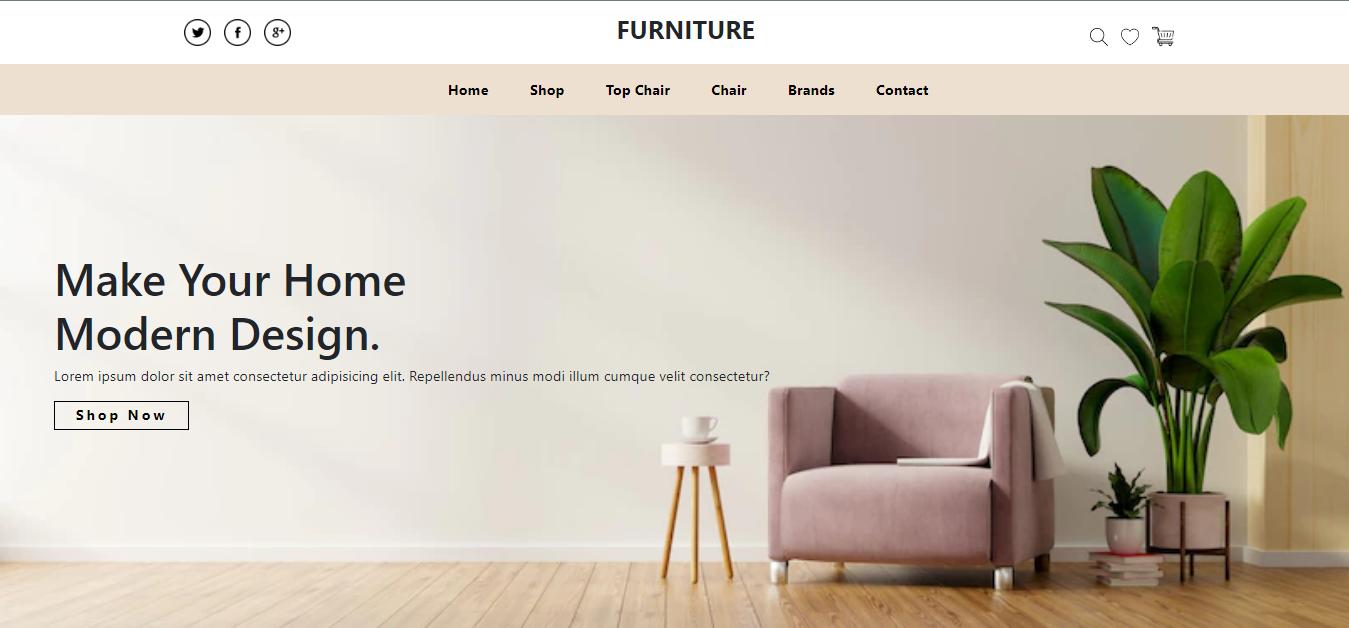 FURNITURE
Home Shop Top Chair Chair Brands Contact
Make Your Home
Modern Design.
Lorem ipsum dolor sit amet consectetur adipisicing elit. Repellendus minus modi illum cumque velit consectetur?
Shop Now